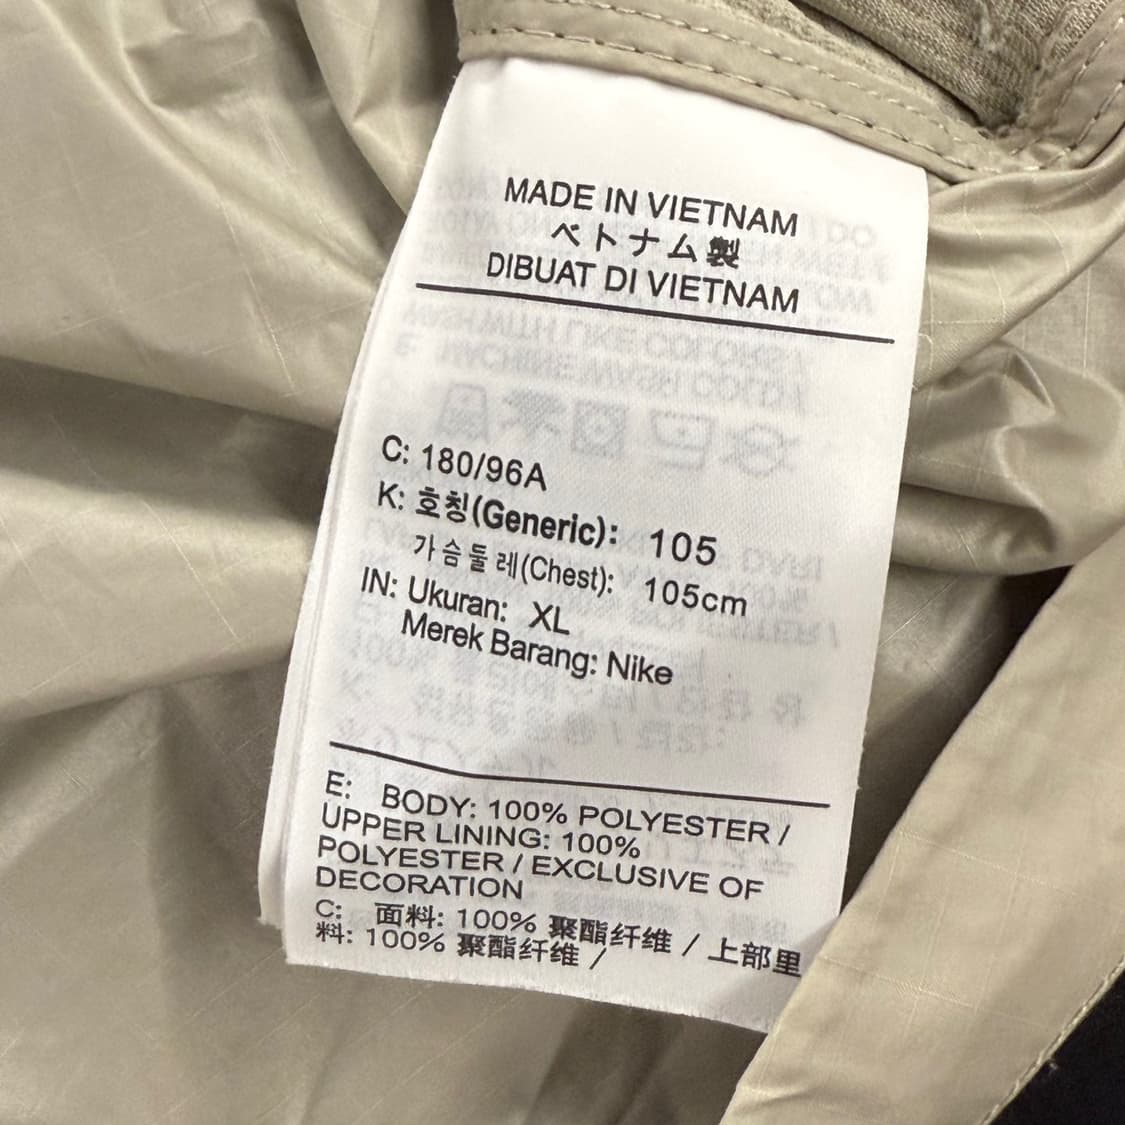 MADE IN VIETNAM
ベトナム製
DIBUAT DI VIETNAM
C: 180/96A
K: 호칭(Generic): 105
가슴둘레(Chest): 105cm
IN: Ukuran: XL
Merek Barang: Nike
E: BODY: 100% POLYESTER /
UPPER LINING: 100%
POLYESTER / EXCLUSIVE OF
DECORATION
C: 面料: 100% 聚酯纤维 / 上部里
料: 100% 聚酯纤维 /